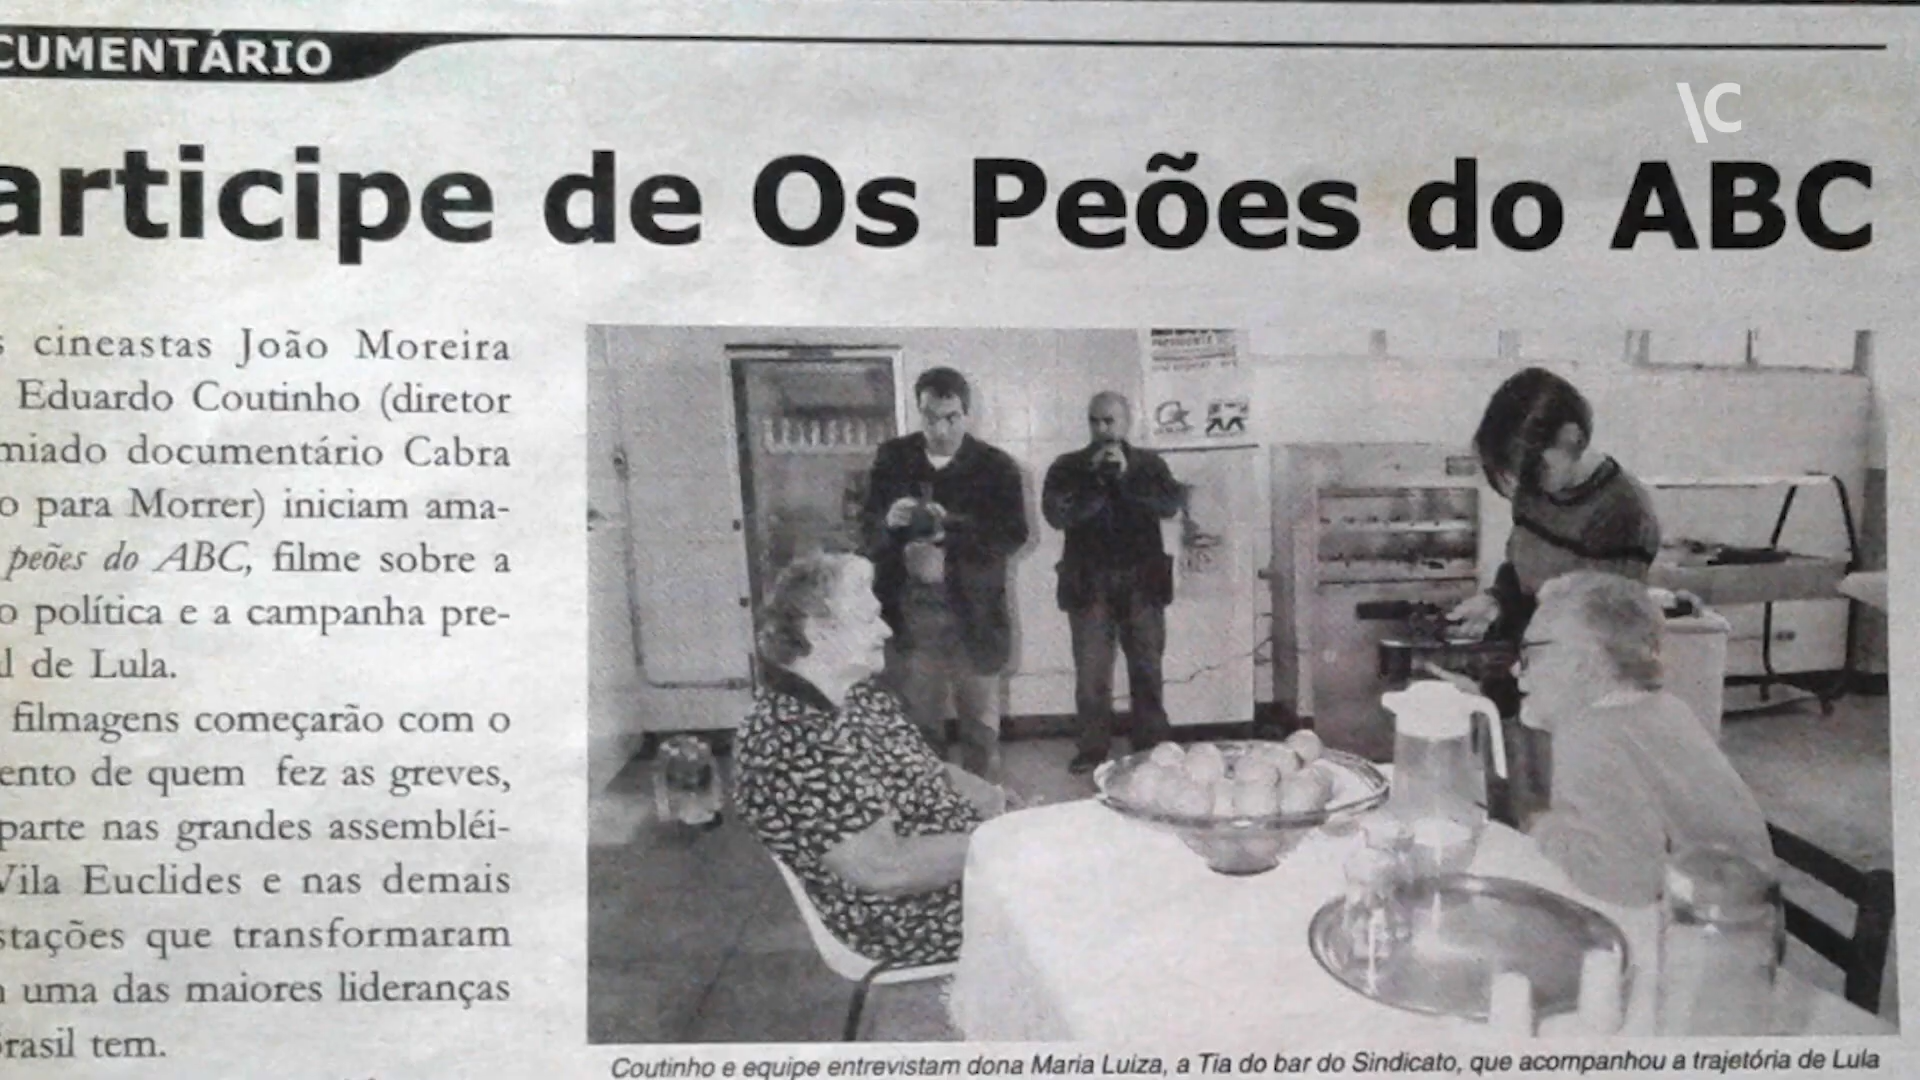 CUMENTÁRIO
\C
articipe de Os Peões do ABC
s cineastas João Moreira
Eduardo Coutinho (diretor
miado documentário Cabra
o para Morrer) iniciam ama-
peões do ABC, filme sobre a
o política e a campanha pre-
l de Lula.
filmagens começarão com o
ento de quem fez as greves,
parte nas grandes assembléi-
Vila Euclides e nas demais
stações que transformaram
uma das maiores lideranças
rasil tem.
Coutinho e equipe entrevistam dona Maria Luiza, a Tia do bar do Sindicato, que acompanhou a trajetória de Lula